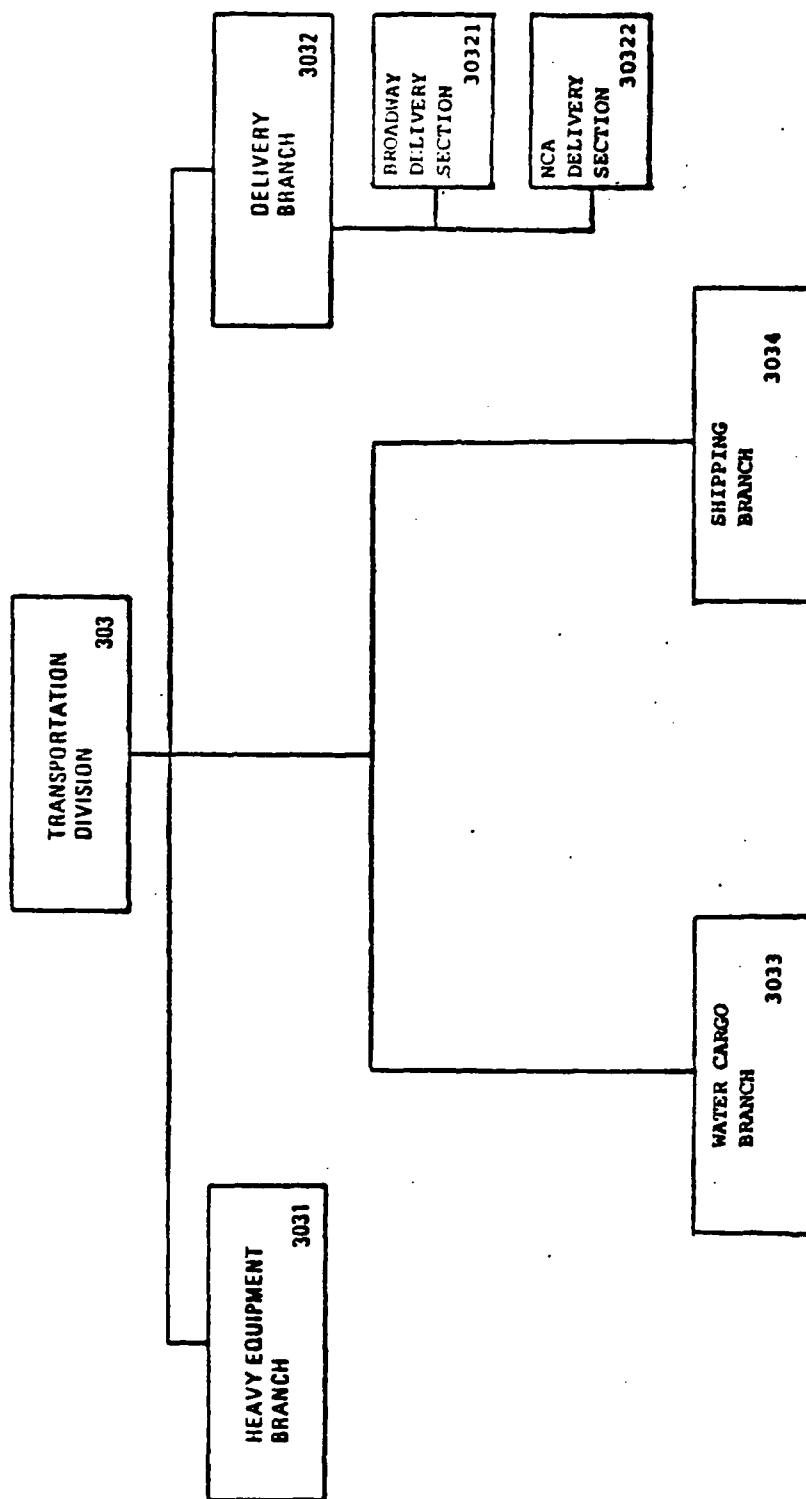 TRANSPORTATION
DIVISION
303
HEAVY EQUIPMENT
BRANCH
3031
DELIVERY
BRANCH
3032
BROADWAY
DELIVERY
SECTION
30321
NCA
DELIVERY
SECTION
30322
WATER CARGO
BRANCH
3033
SHIPPING
BRANCH
3034